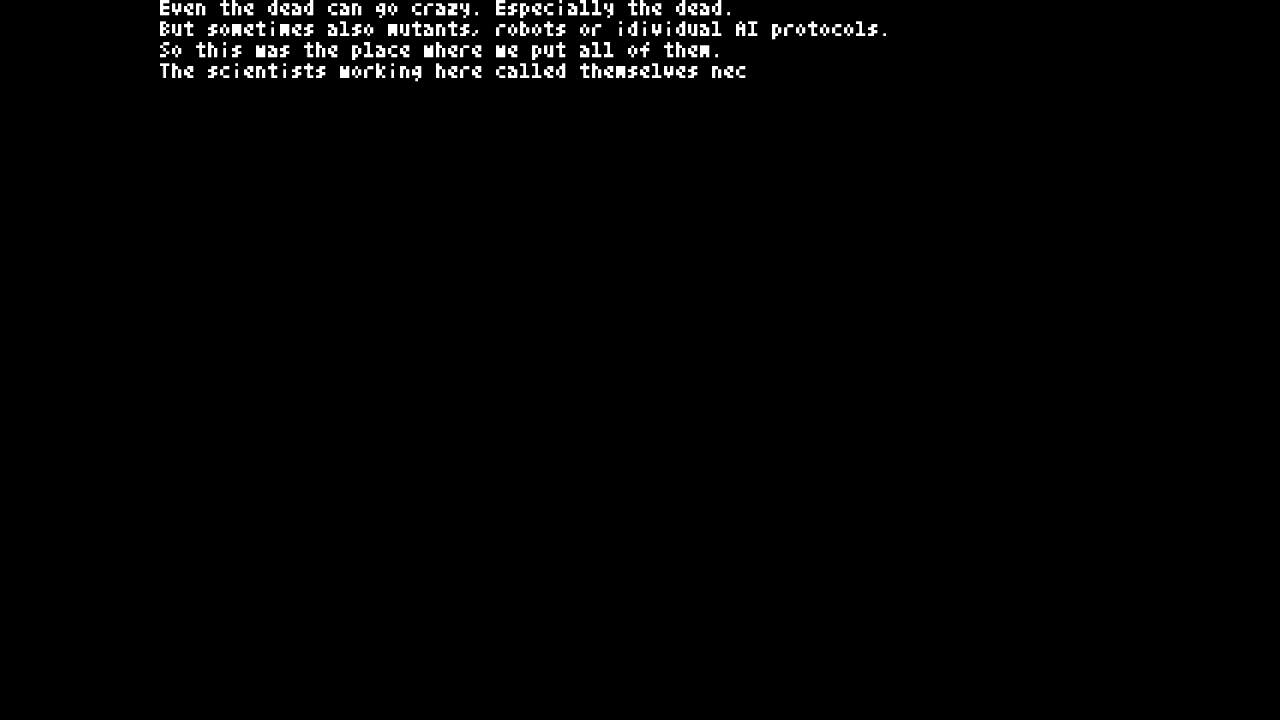 Even the dead can go crazy. Especially the dead.
But sometimes also mutants, robots or idividual AI protocols.
So this was the place where we put all of them.
The scientists working here called themselves nec